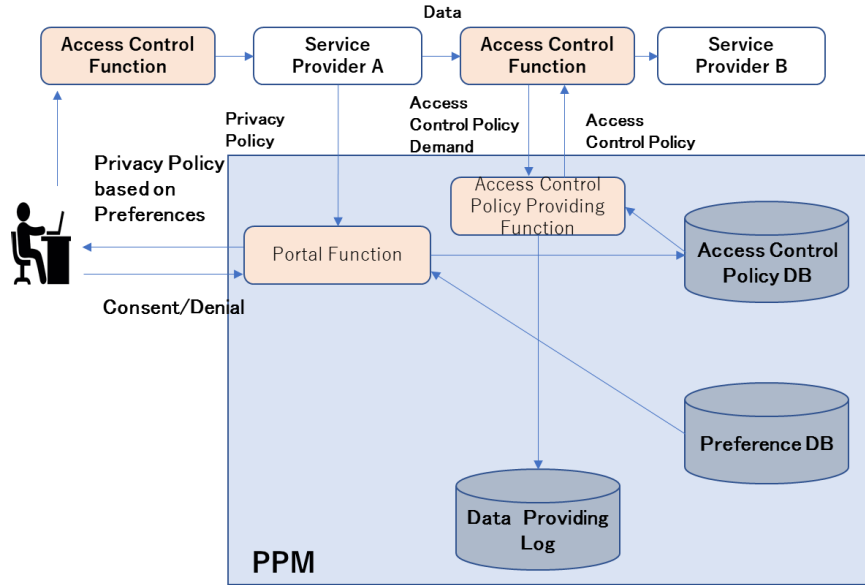 Data
Access Control
Function
Service
Provider A
Access Control
Function
Service
Provider B
Privacy
Policy
Access
Control Policy
Demand
Access
Control Policy
Privacy Policy
based on
Preferences
Access Control
Policy Providing
Function
Portal Function
Access Control
Policy DB
Consent/Denial
Preference DB
Data Providing
Log
PPM